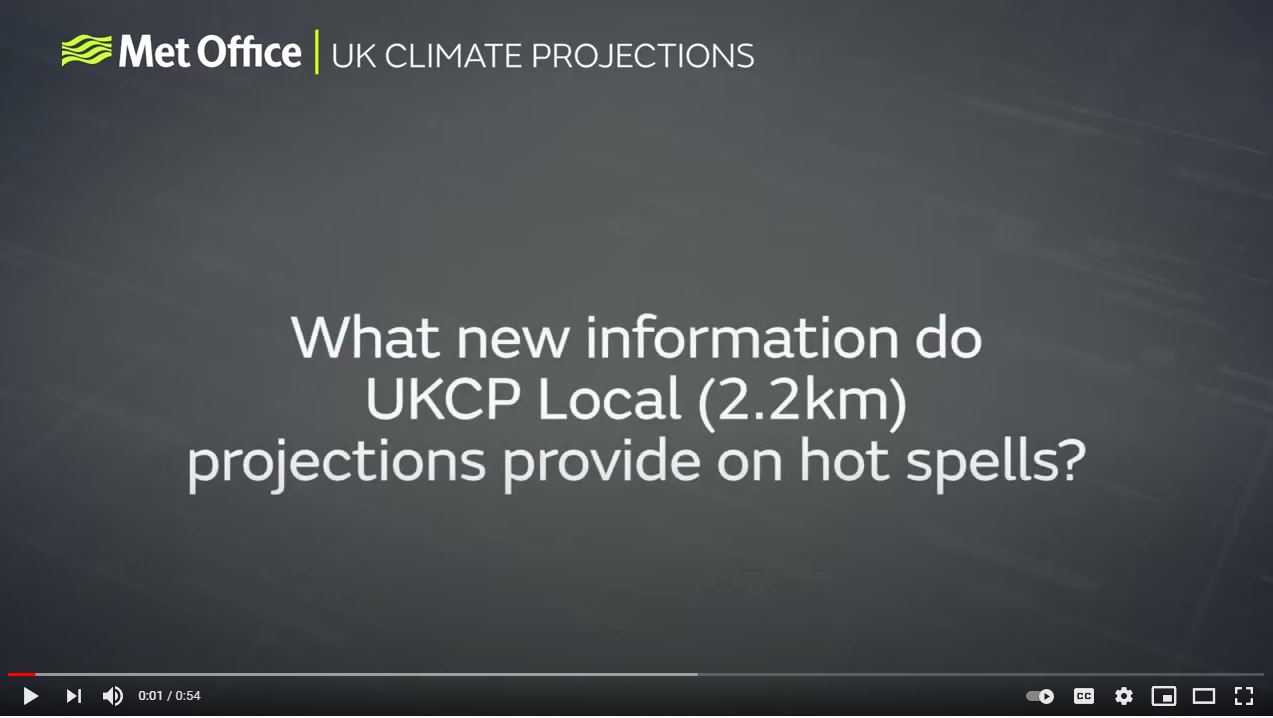 Met Office | UK CLIMATE PROJECTIONS
What new information do
UKCP Local (2.2km)
projections provide on hot spells?
0:01 / 0:54
CC